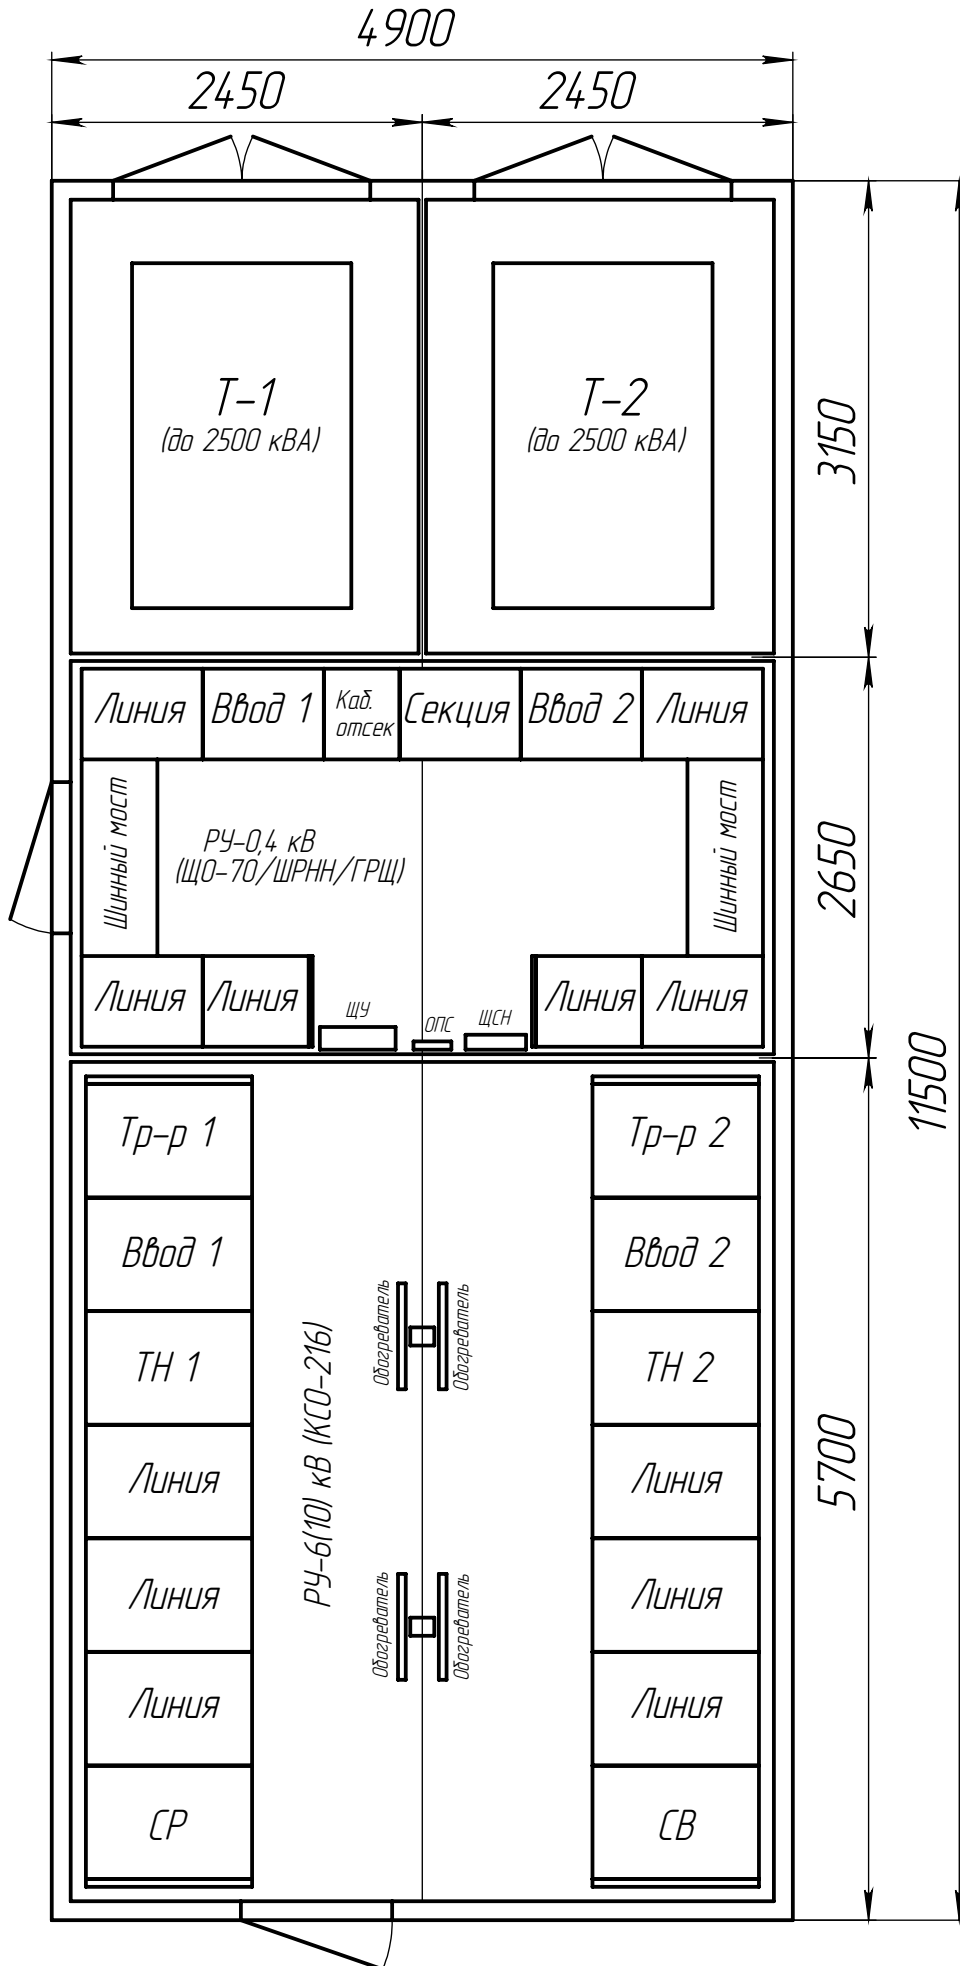 4900
2450
2450
Т-1
(до 2500 кВА)
Т-2
(до 2500 кВА)
3150
Линия
Ввод 1
Каб.
отсек
Секция
Ввод 2
Линия
Шинный мост
РУ-0,4 кВ
(ЩО-70/ШРНН/ГРЩ)
Шинный мост
2650
Линия
Линия
ЩУ
ОПС
ЩСН
Линия
Линия
11500
Тр-р 1
Тр-р 2
Ввод 1
Ввод 2
Обогреватель
Обогреватель
ТН 1
ТН 2
РУ-6(10) кВ (КСО-216)
5700
Линия
Линия
Линия
Обогреватель
Обогреватель
Линия
Линия
Линия
СР
СВ